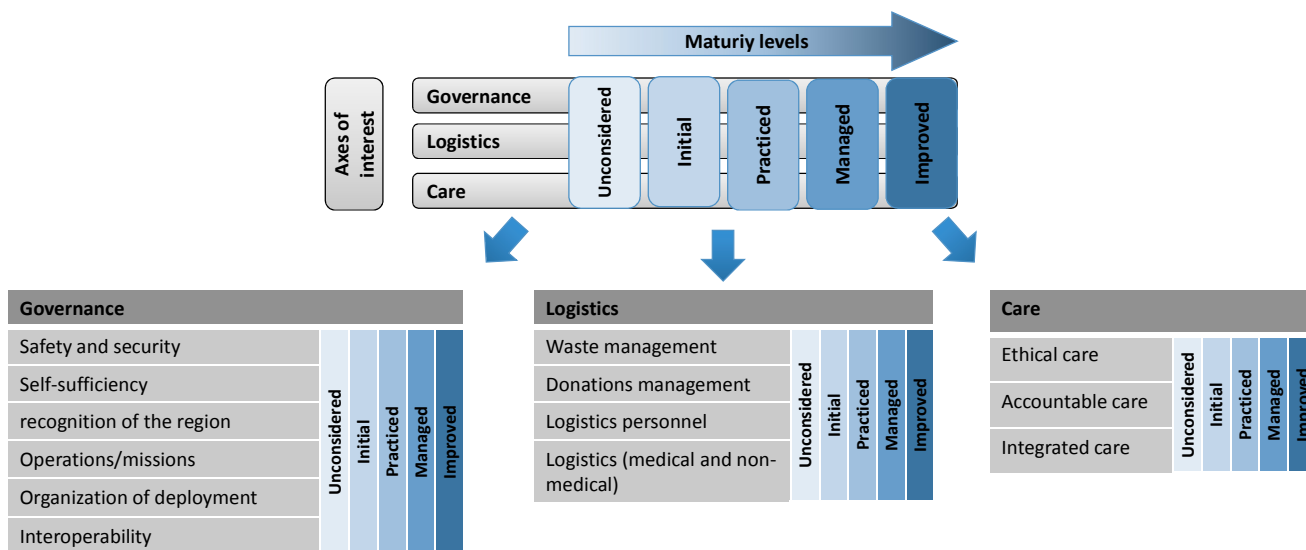 Maturiy levels
Axes of
interest
Governance
Logistics
Care
Unconsidered
Initial
Practiced
Managed
Improved
Governance
Safety and security
Self-sufficiency
recognition of the region
Operations/missions
Organization of deployment
Interoperability
Unconsidered
Initial
Practiced
Managed
Improved
Logistics
Waste management
Donations management
Logistics personnel
Logistics (medical and non-
medical)
Unconsidered
Initial
Practiced
Managed
Improved
Care
Ethical care
Accountable care
Integrated care
Unconsidered
Initial
Practiced
Managed
Improved